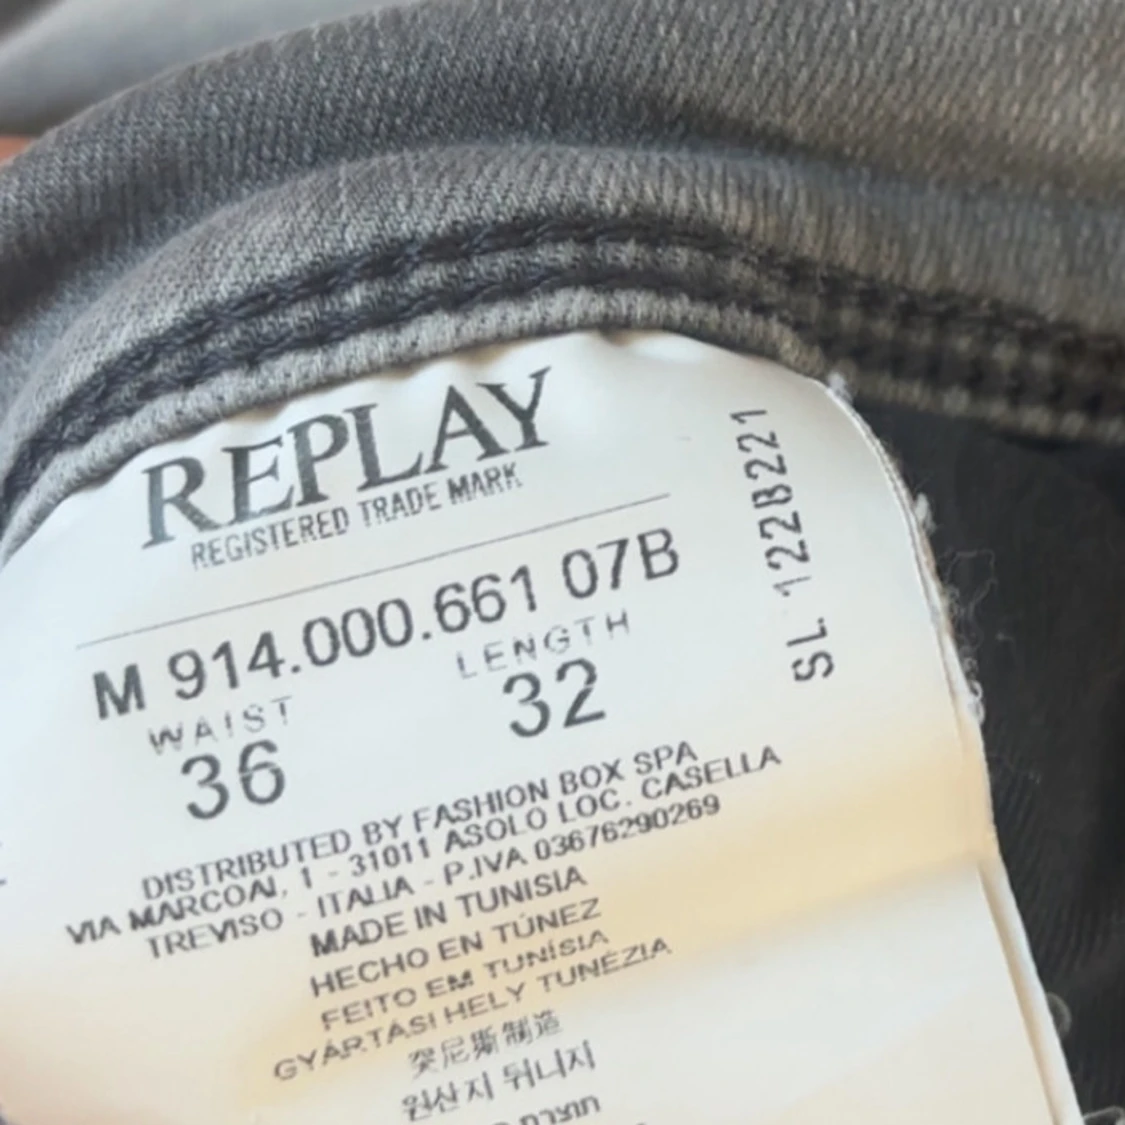 REPLAY
REGISTERED TRADE MARK
M 914.000.661 07B
WAIST LENGTH
36 32
SL 1228221
DISTRIBUTED BY FASHION BOX SPA
VIA MARCOAI, 1 - 31011 ASOLO LOC. CASELLA
TREVISO - ITALIA - P.IVA 03676290269
MADE IN TUNISIA
HECHO EN TÚNEZ
FEITO EM TUNÍSIA
GYÁRTÁSI HELY TUNÉZIA
突尼斯制造
원산지 튀니지
תוצרת